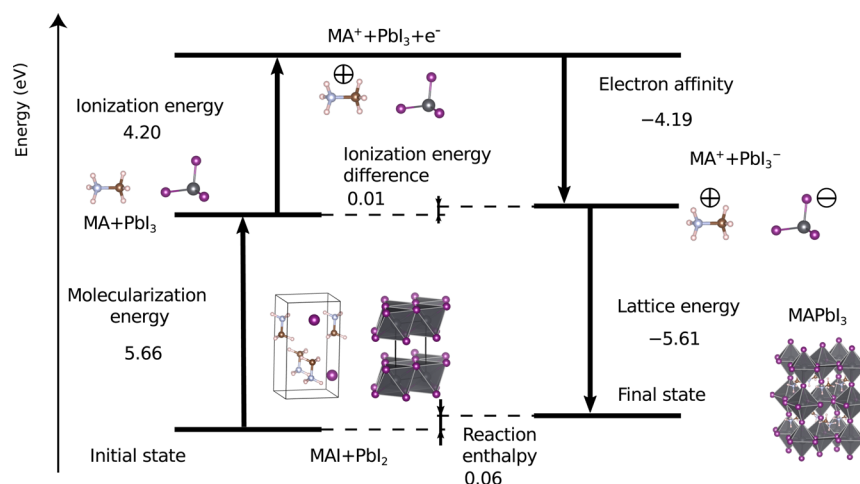 Energy (eV)
MA⁺+PbI₃+e⁻
Ionization energy
4.20
Electron affinity
−4.19
Ionization energy
difference
0.01
MA⁺+PbI₃⁻
MA+PbI₃
Molecularization
energy
5.66
Lattice energy
−5.61
MAPbI₃
Final state
Initial state
MAI+PbI₂
Reaction
enthalpy
0.06